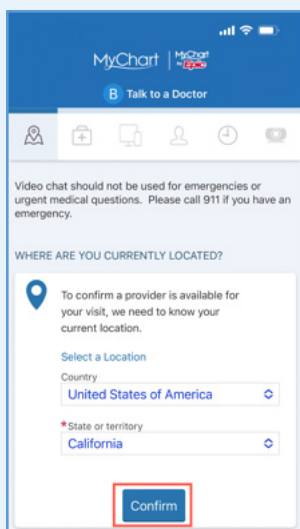 MyChart | MyChart
B Talk to a Doctor
Video chat should not be used for emergencies or
urgent medical questions. Please call 911 if you have an
emergency.
WHERE ARE YOU CURRENTLY LOCATED?
To confirm a provider is available for
your visit, we need to know your
current location.
Select a Location
Country
United States of America
*State or territory
California
Confirm